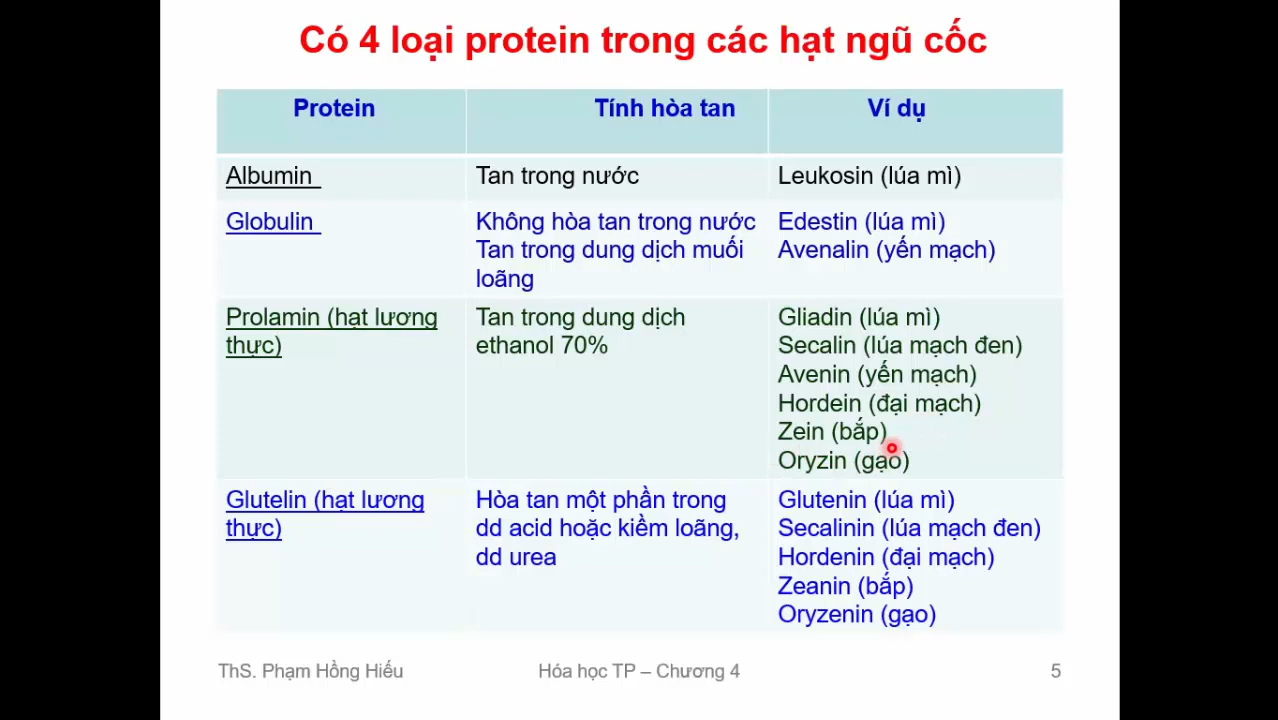 Có 4 loại protein trong các hạt ngũ cốc
Protein Tính hòa tan Ví dụ
Albumin Tan trong nước Leukosin (lúa mì)
Globulin Không hòa tan trong nước Edestin (lúa mì)
Tan trong dung dịch muối Avenalin (yến mạch)
loãng
Prolamin (hạt lương Tan trong dung dịch Gliadin (lúa mì)
thực) ethanol 70% Secalin (lúa mạch đen)
Avenin (yến mạch)
Hordein (đại mạch)
Zein (bắp)
Oryzin (gạo)
Glutelin (hạt lương Hòa tan một phần trong Glutenin (lúa mì)
thực) dd acid hoặc kiềm loãng, Secalinin (lúa mạch đen)
dd urea Hordenin (đại mạch)
Zeanin (bắp)
Oryzenin (gạo)
ThS. Phạm Hồng Hiếu Hóa học TP – Chương 4 5